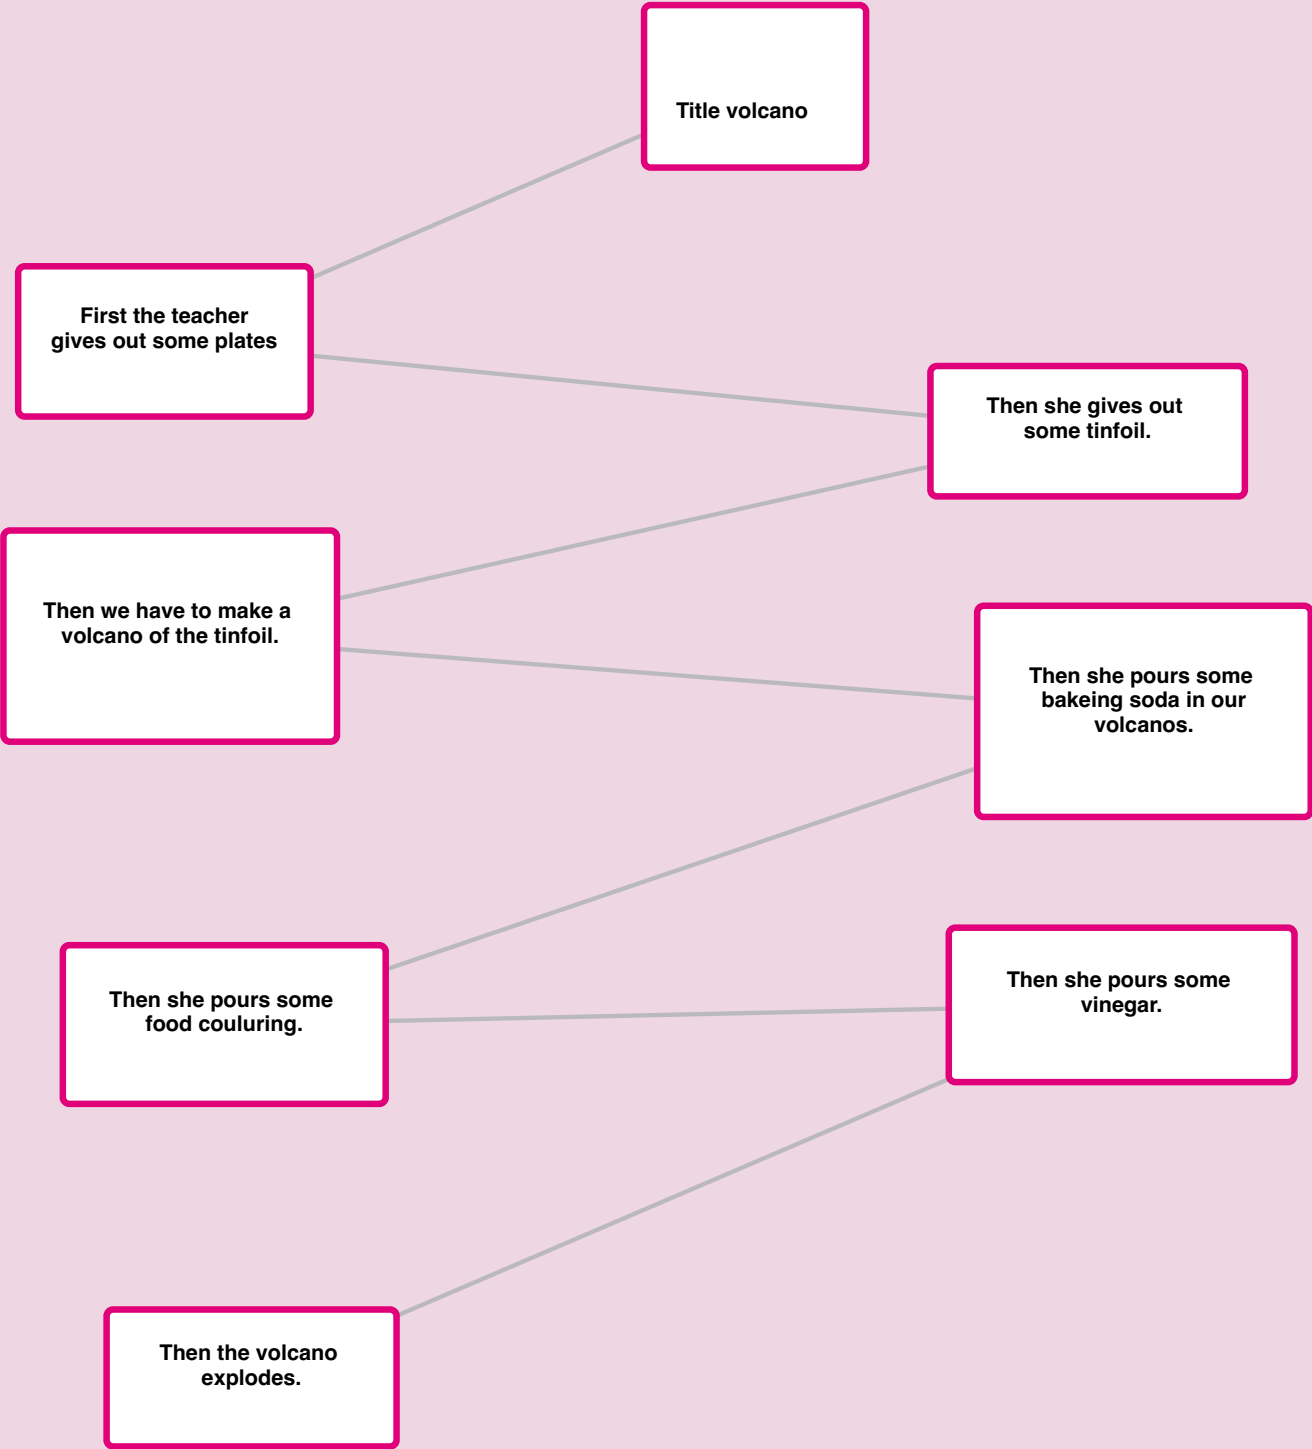 Title volcano
First the teacher
gives out some plates
Then she gives out
some tinfoil.
Then we have to make a
volcano of the tinfoil.
Then she pours some
bakeing soda in our
volcanos.
Then she pours some
food couluring.
Then she pours some
vinegar.
Then the volcano
explodes.